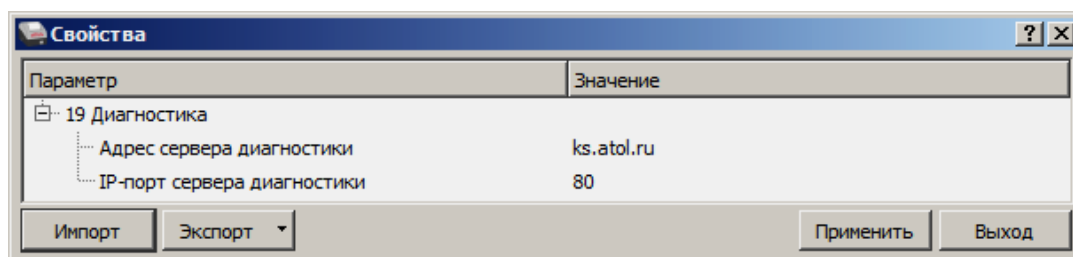 Свойства
Параметр Значение
19 Диагностика
Адрес сервера диагностики ks.atol.ru
IP-порт сервера диагностики 80
Импорт Экспорт Применить Выход